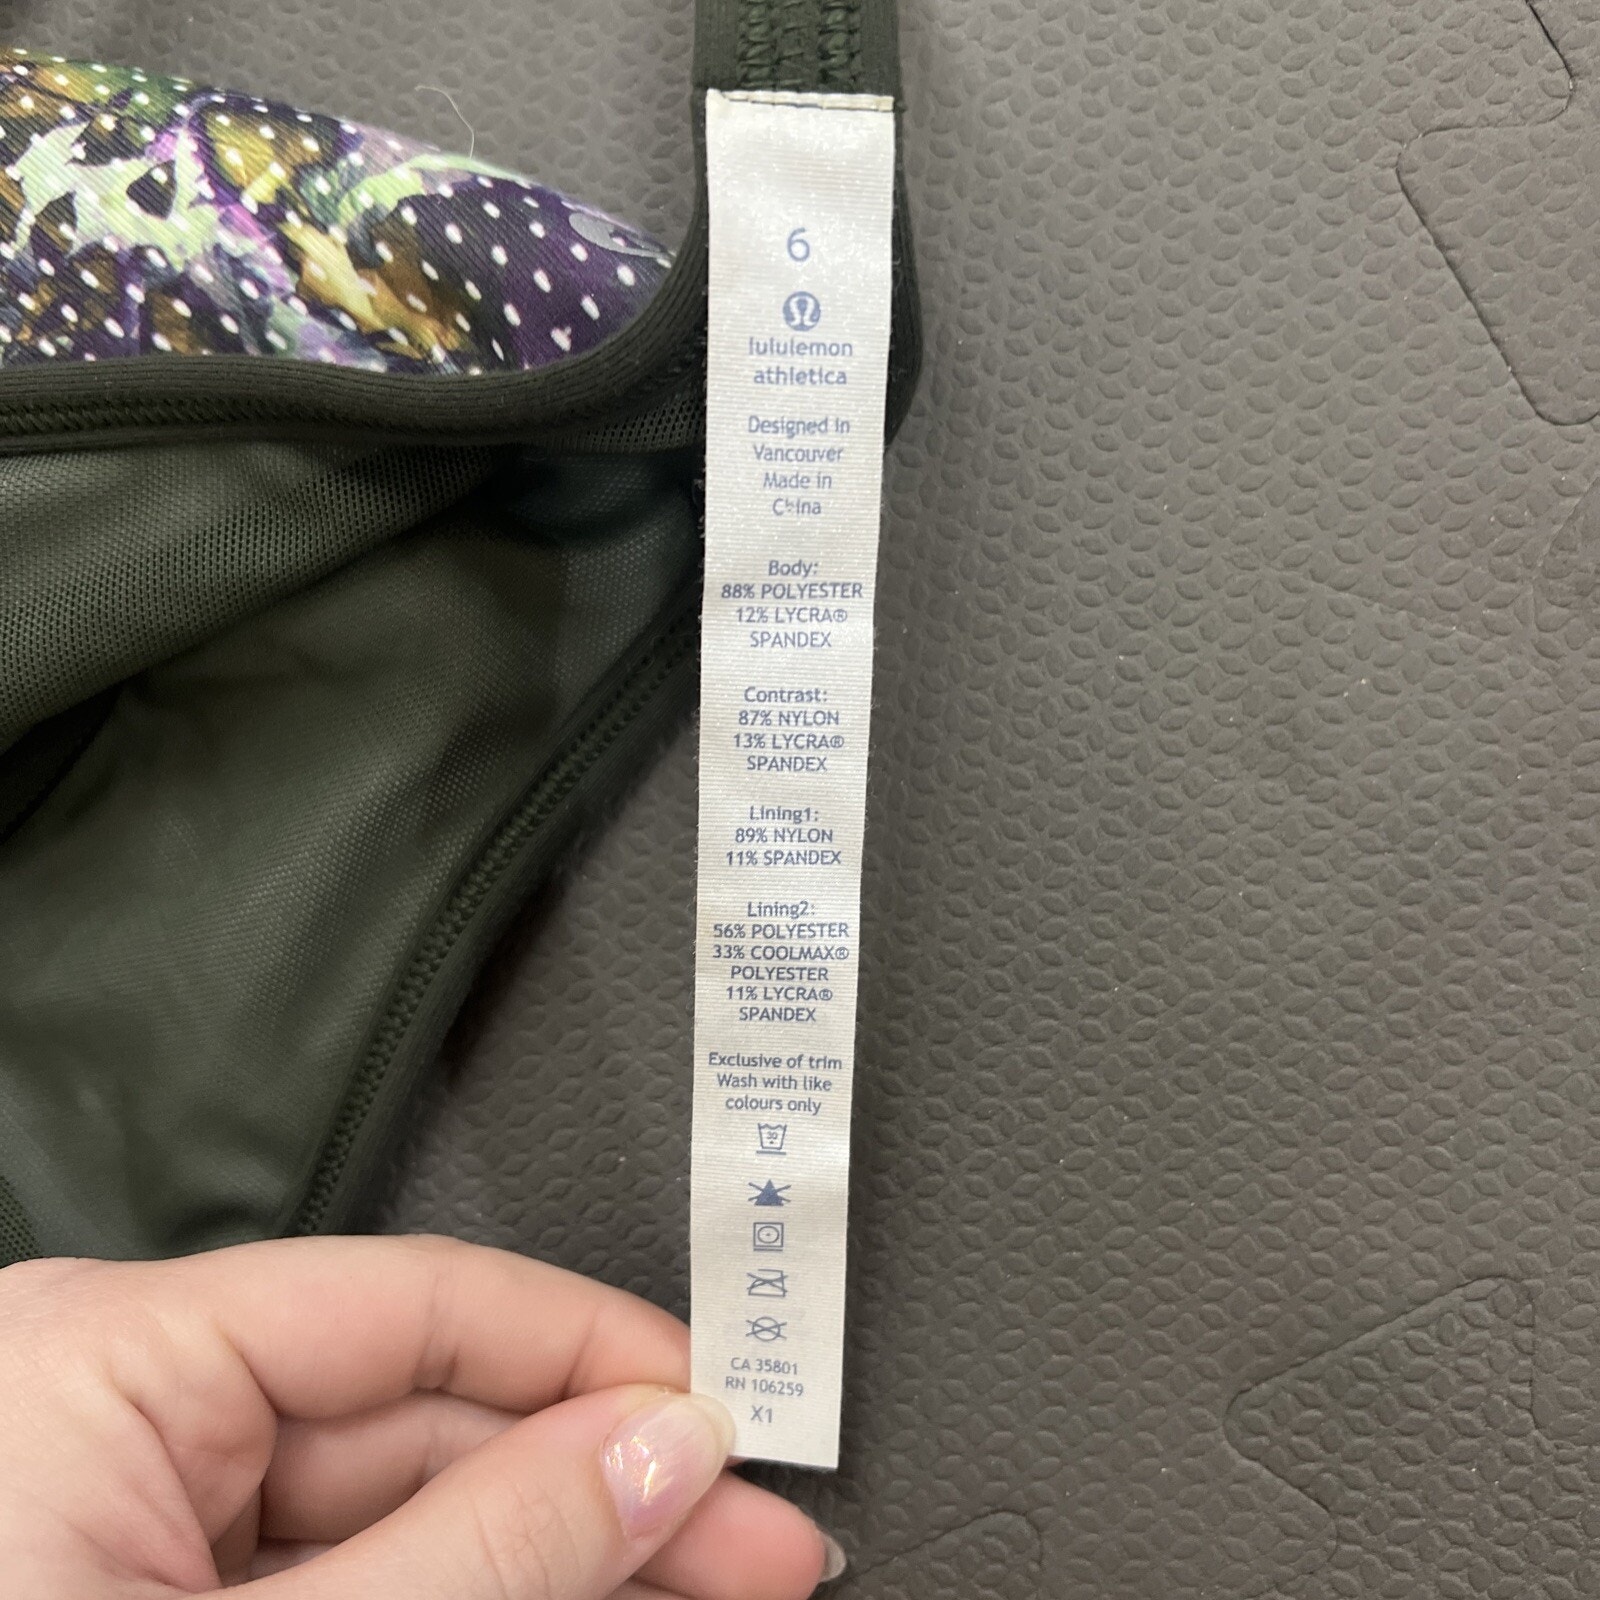 6
lululemon
athletica
Designed in
Vancouver
Made in
China
Body:
88% POLYESTER
12% LYCRA®
SPANDEX
Contrast:
87% NYLON
13% LYCRA®
SPANDEX
Lining1:
89% NYLON
11% SPANDEX
Lining2:
56% POLYESTER
33% COOLMAX®
POLYESTER
11% LYCRA®
SPANDEX
Exclusive of trim
Wash with like
colours only
30
CA 35801
RN 106259
X1